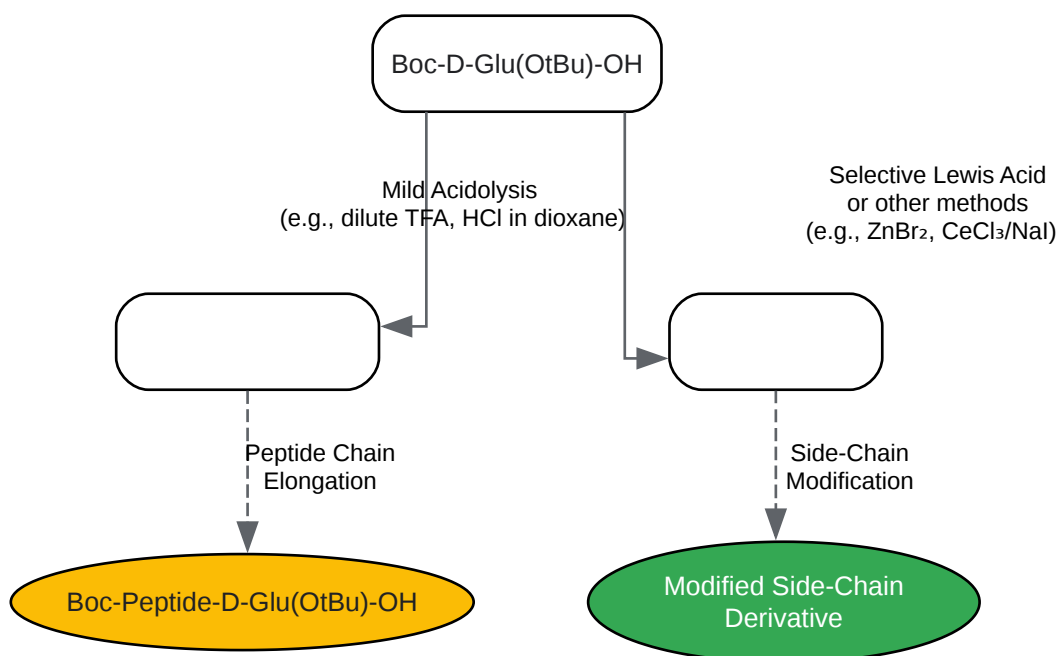 Boc-D-Glu(OtBu)-OH
Mild Acidolysis
(e.g., dilute TFA, HCl in dioxane)
Selective Lewis Acid
or other methods
(e.g., ZnBr₂, CeCl₃/NaI)
Peptide Chain
Elongation
Side-Chain
Modification
Boc-Peptide-D-Glu(OtBu)-OH
Modified Side-Chain
Derivative